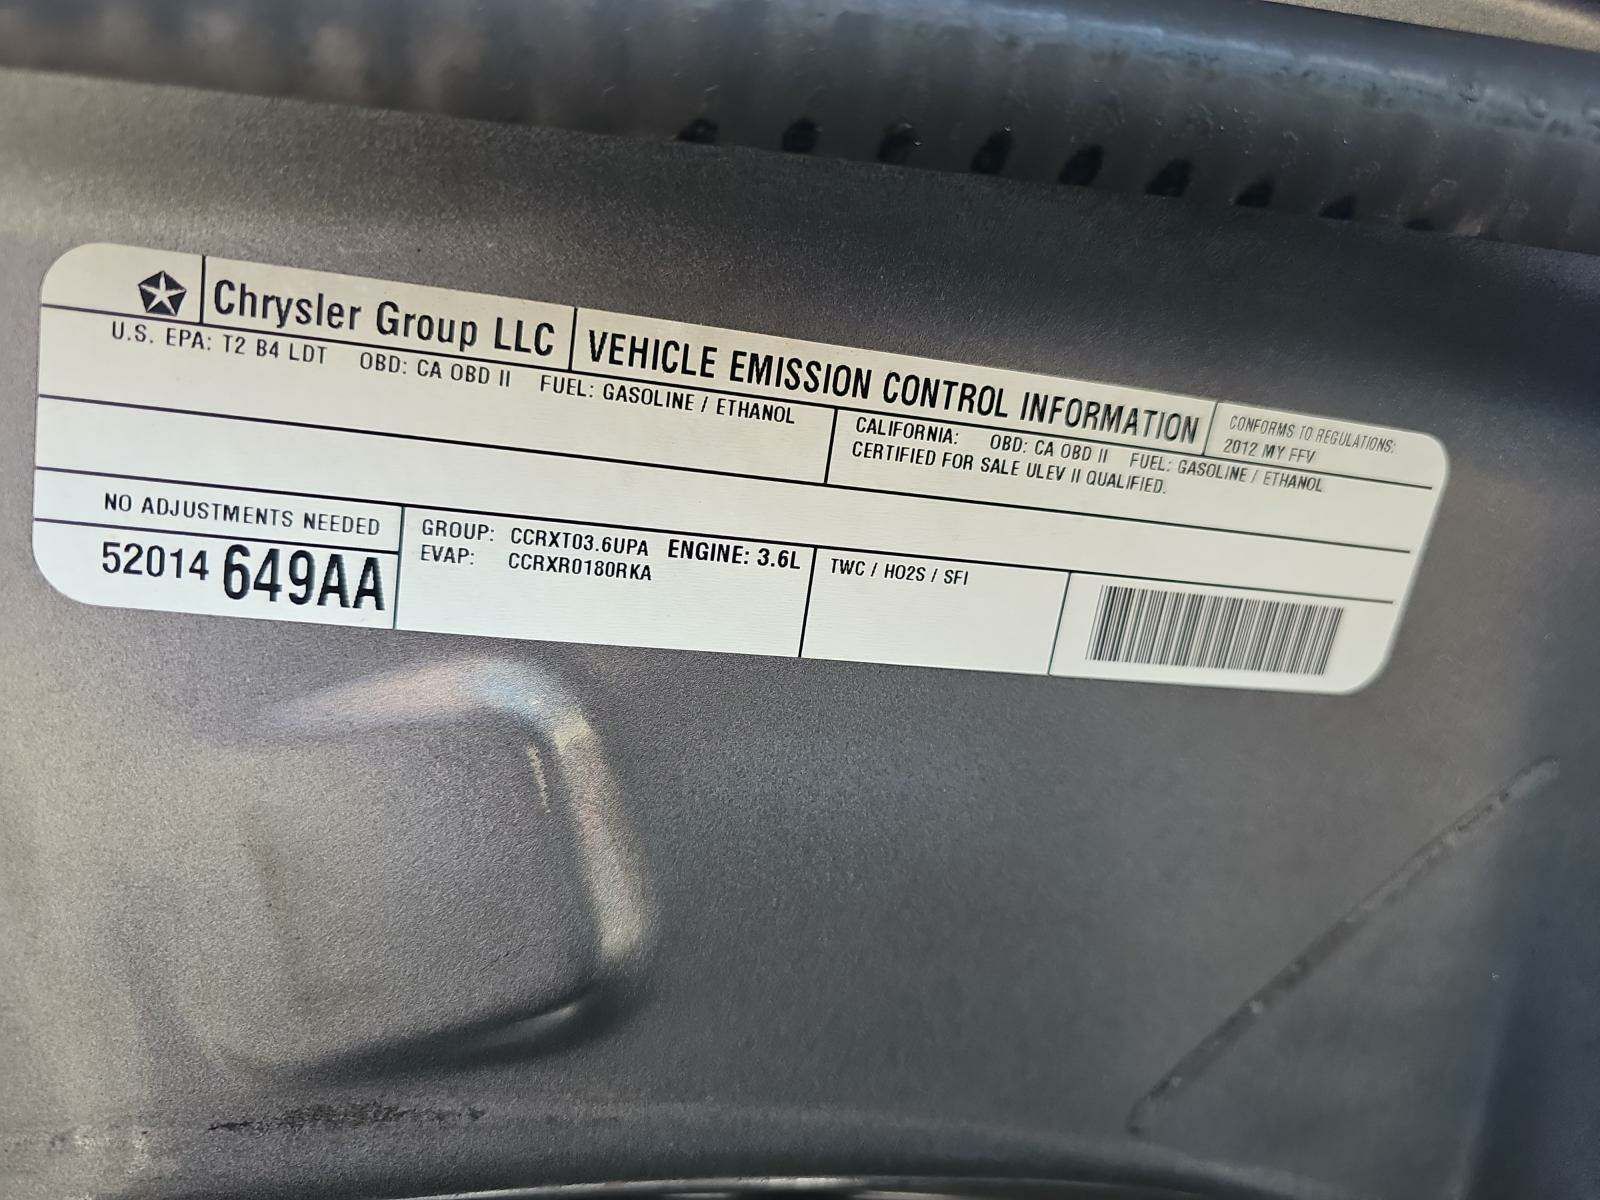 Chrysler Group LLC
VEHICLE EMISSION CONTROL INFORMATION
CONFORMS TO REGULATIONS:
2012 MY FFV
U.S. EPA: T2 B4 LDT OBD: CA OBD II FUEL: GASOLINE / ETHANOL
CALIFORNIA: OBD: CA OBD II FUEL: GASOLINE / ETHANOL
CERTIFIED FOR SALE ULEV II QUALIFIED.
NO ADJUSTMENTS NEEDED
52014 649AA
GROUP: CCRXT03.6UPA ENGINE: 3.6L
EVAP: CCRXR0180RKA
TWC / HO2S / SFI